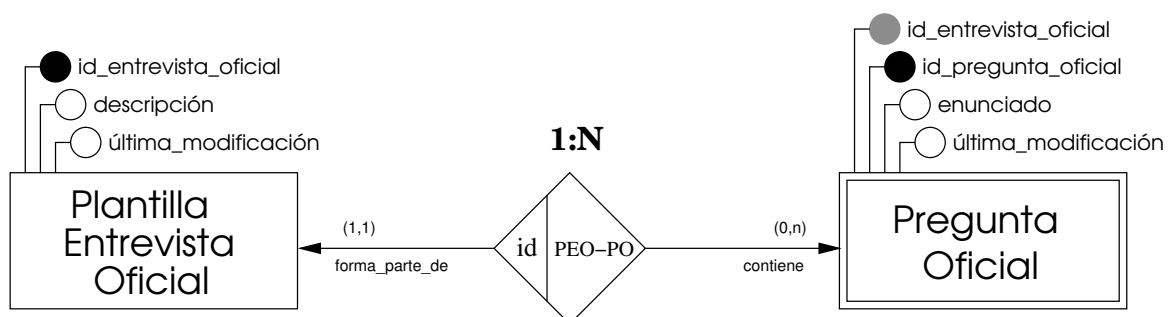 id_entrevista_oficial
id_entrevista_oficial
id_pregunta_oficial
descripción
enunciado
última_modificación
1:N
última_modificación
Plantilla
Entrevista
Oficial
(1,1)
forma_parte_de
id
PEO–PO
(0,n)
contiene
Pregunta
Oficial